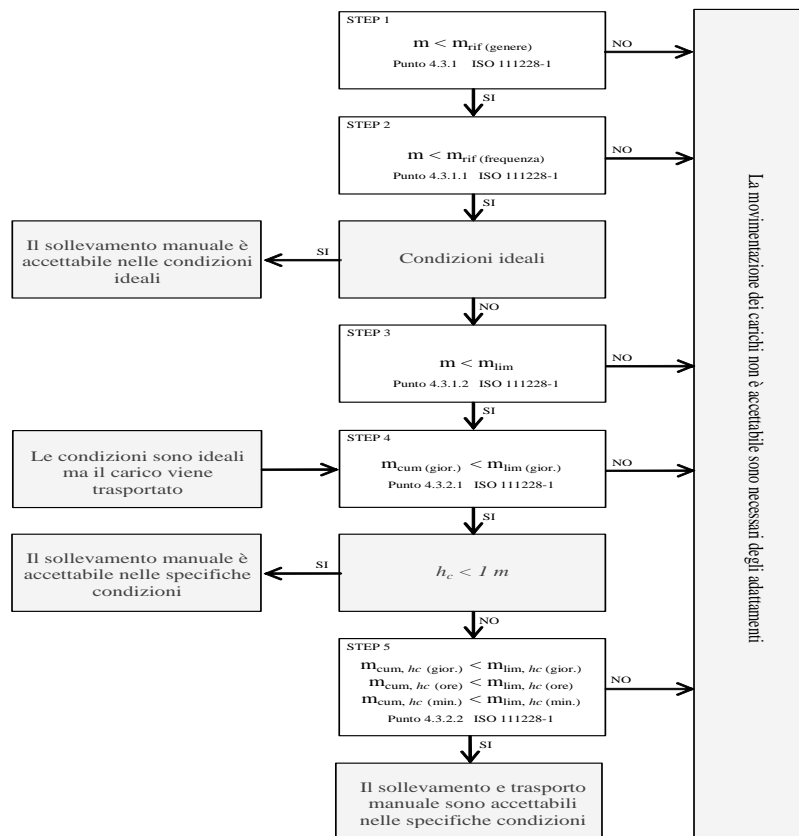 STEP 1
m < mrif (genere)
Punto 4.3.1 ISO 111228-1
NO
SI
STEP 2
m < mrif (frequenza)
Punto 4.3.1.1 ISO 111228-1
NO
SI
Il sollevamento manuale è
accettabile nelle condizioni
ideali
SI
Condizioni ideali
NO
STEP 3
m < mlim
Punto 4.3.1.2 ISO 111228-1
NO
SI
Le condizioni sono ideali
ma il carico viene
trasportato
STEP 4
mcum (gior.) < mlim (gior.)
Punto 4.3.2.1 ISO 111228-1
NO
SI
Il sollevamento manuale è
accettabile nelle specifiche
condizioni
SI
hc < 1 m
NO
STEP 5
mcum, hc (gior.) < mlim, hc (gior.)
mcum, hc (ore) < mlim, hc (ore)
mcum, hc (min.) < mlim, hc (min.)
Punto 4.3.2.2 ISO 111228-1
NO
SI
Il sollevamento e trasporto
manuale sono accettabili
nelle specifiche condizioni
La movimentazione dei carichi non è accettabile sono necessari degli adattamenti